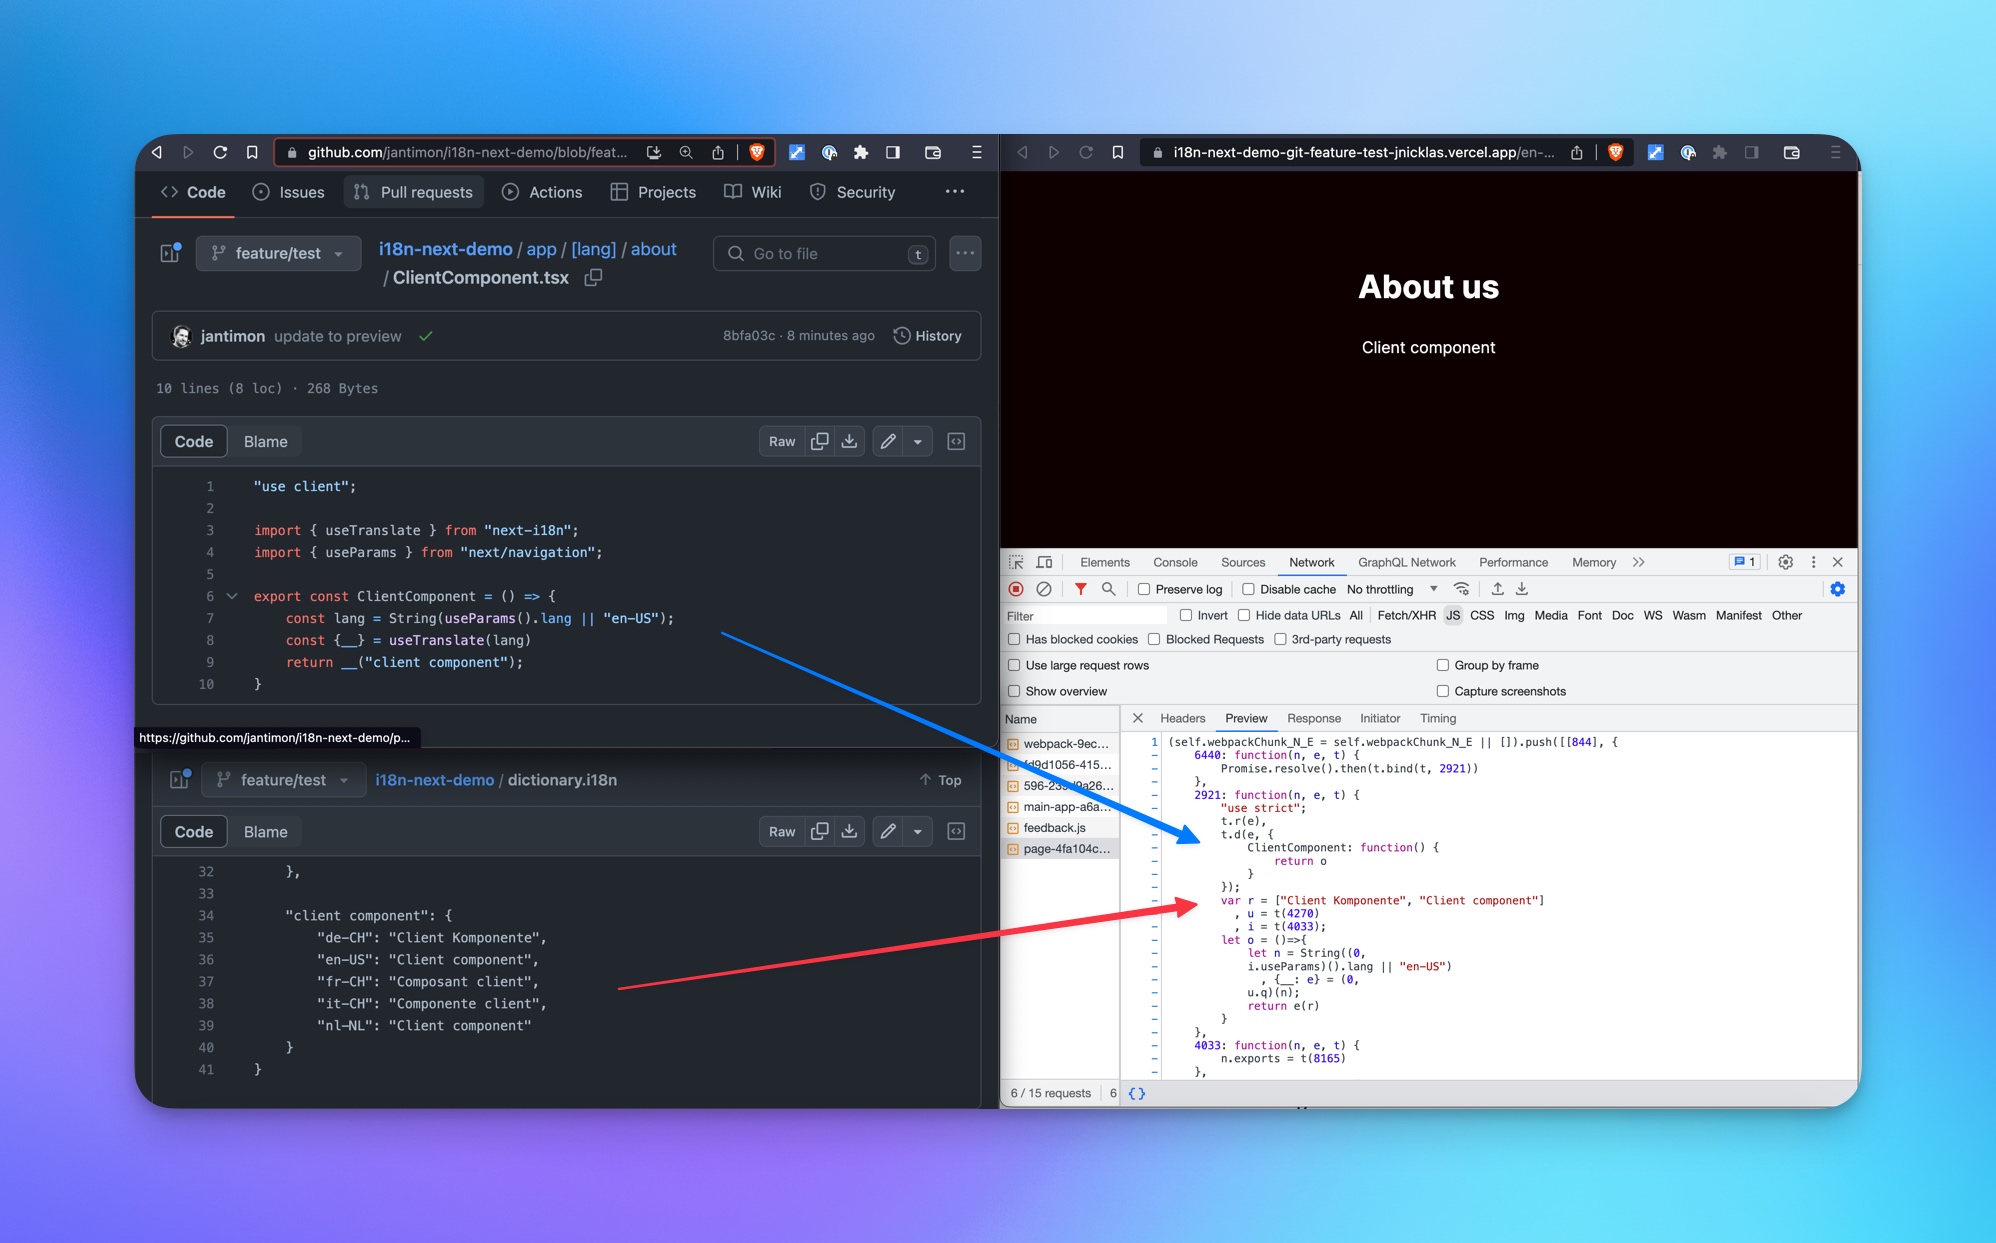 github.com/jantimon/i18n-next-demo/blob/feat...
Code Issues Pull requests Actions Projects Wiki Security ...
feature/test
i18n-next-demo / app / [lang] / about
/ ClientComponent.tsx
Go to file t
jantimon update to preview 8bfa03c · 8 minutes ago History
10 lines (8 loc) · 268 Bytes
Code Blame Raw
1 "use client";
2
3 import { useTranslate } from "next-i18n";
4 import { useParams } from "next/navigation";
5
6 export const ClientComponent = () => {
7 const lang = String(useParams().lang || "en-US");
8 const {__} = useTranslate(lang)
9 return __("client component");
10 }
https://github.com/jantimon/i18n-next-demo/p...
feature/test i18n-next-demo / dictionary.i18n Top
Code Blame Raw
32 },
33
34 "client component": {
35 "de-CH": "Client Komponente",
36 "en-US": "Client component",
37 "fr-CH": "Composant client",
38 "it-CH": "Componente client",
39 "nl-NL": "Client component"
40 }
41 }
i18n-next-demo-git-feature-test-jnicklas.vercel.app/en-...
About us
Client component
Elements Console Sources Network GraphQL Network Performance Memory 1
Preserve log Disable cache No throttling
Filter Invert Hide data URLs All Fetch/XHR JS CSS Img Media Font Doc WS Wasm Manifest Other
Has blocked cookies Blocked Requests 3rd-party requests
Use large request rows Group by frame
Show overview Capture screenshots
Name
webpack-9ec...
fd9d1056-415...
main-app-a6a...
feedback.js
page-4fa104c...
Headers Preview Response Initiator Timing
1 (self.webpackChunk_N_E = self.webpackChunk_N_E || []).push([[844], {
- 6440: function(n, e, t) {
- Promise.resolve().then(t.bind(t, 2921))
- },
- 2921: function(n, e, t) {
- "use strict";
- t.r(e),
- t.d(e, {
- ClientComponent: function() {
- return o
- }
- });
- var r = ["Client Komponente", "Client component"]
- , u = t(4270)
- , i = t(4033);
- let o = ()=>{
- let n = String((0,
- i.useParams)().lang || "en-US")
- , {__: e} = (0,
- u.q)(n);
- return e(r)
- }
- },
- 4033: function(n, e, t) {
- n.exports = t(8165)
- },
6 / 15 requests 6 {}